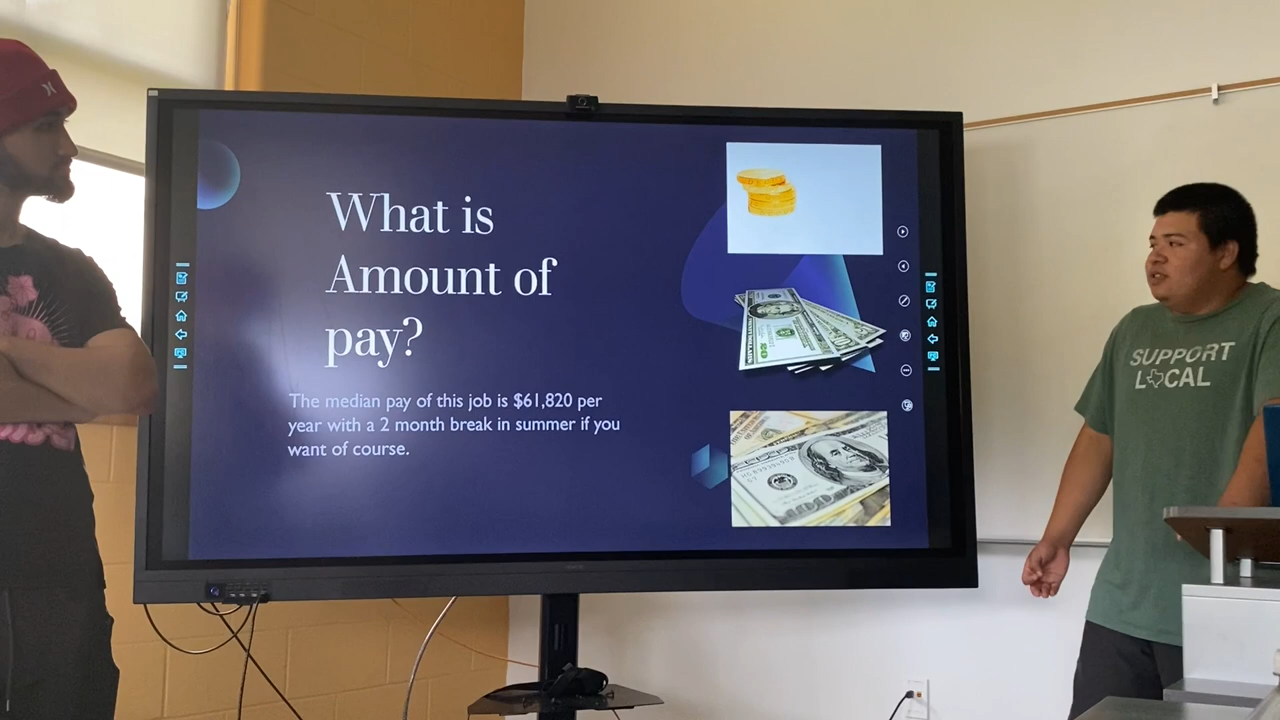 What is
Amount of
pay?
The median pay of this job is $61,820 per
year with a 2 month break in summer if you
want of course.
SUPPORT
LOCAL